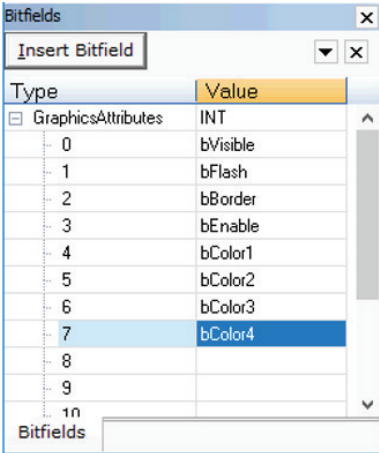 Bitfields
Insert Bitfield
Type Value
GraphicsAttributes INT
0 bVisible
1 bFlash
2 bBorder
3 bEnable
4 bColor1
5 bColor2
6 bColor3
7 bColor4
8
9
10
Bitfields